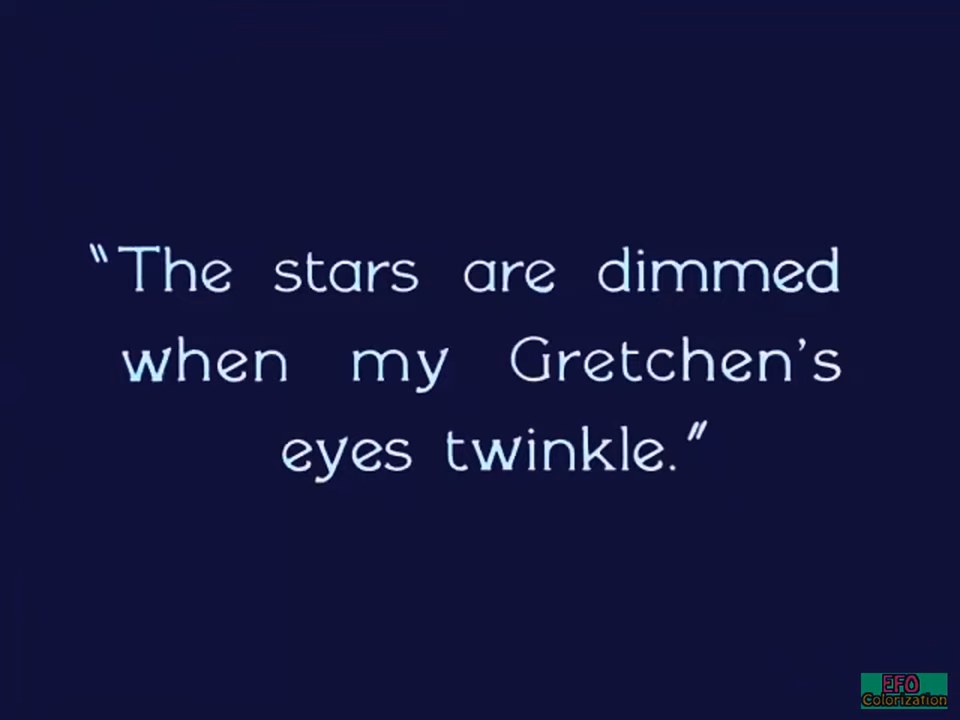 “The stars are dimmed
when my Gretchen’s
eyes twinkle.”
EFO
Colorization